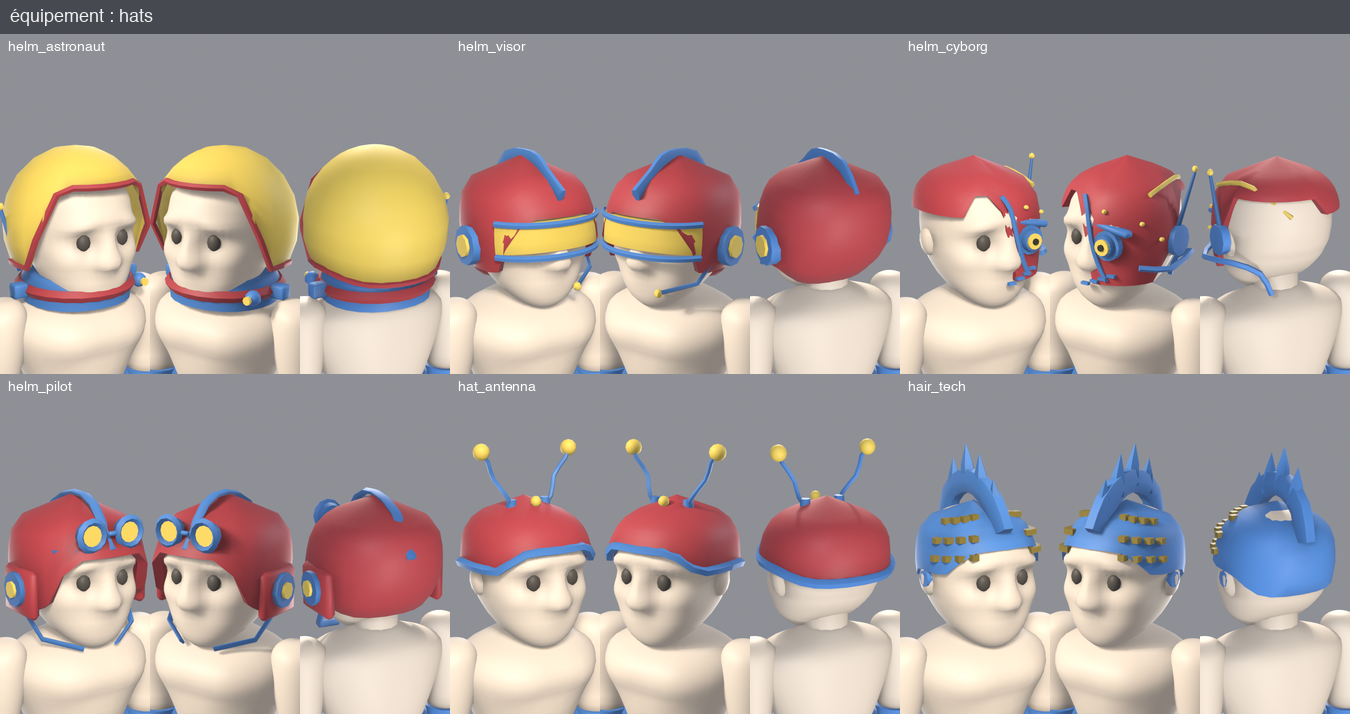 équipement : hats
helm_astronaut
helm_visor
helm_cyborg
helm_pilot
hat_antenna
hair_tech